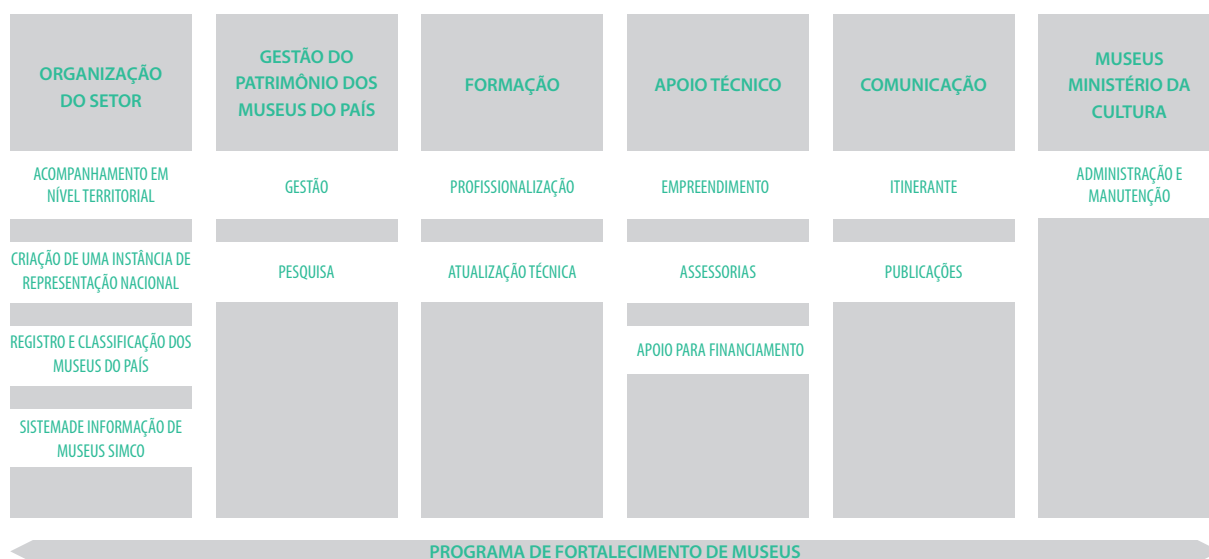 ORGANIZAÇÃO
DO SETOR
ACOMPANHAMENTO EM
NÍVEL TERRITORIAL
CRIAÇÃO DE UMA INSTÂNCIA DE
REPRESENTAÇÃO NACIONAL
REGISTRO E CLASSIFICAÇÃO DOS
MUSEUS DO PAÍS
SISTEMADE INFORMAÇÃO DE
MUSEUS SIMCO
GESTÃO DO
PATRIMÔNIO DOS
MUSEUS DO PAÍS
GESTÃO
PESQUISA
FORMAÇÃO
PROFISSIONALIZAÇÃO
ATUALIZAÇÃO TÉCNICA
APOIO TÉCNICO
EMPREENDIMENTO
ASSESSORIAS
APOIO PARA FINANCIAMENTO
COMUNICAÇÃO
ITINERANTE
PUBLICAÇÕES
MUSEUS
MINISTÉRIO DA
CULTURA
ADMINISTRAÇÃO E
MANUTENÇÃO
PROGRAMA DE FORTALECIMENTO DE MUSEUS